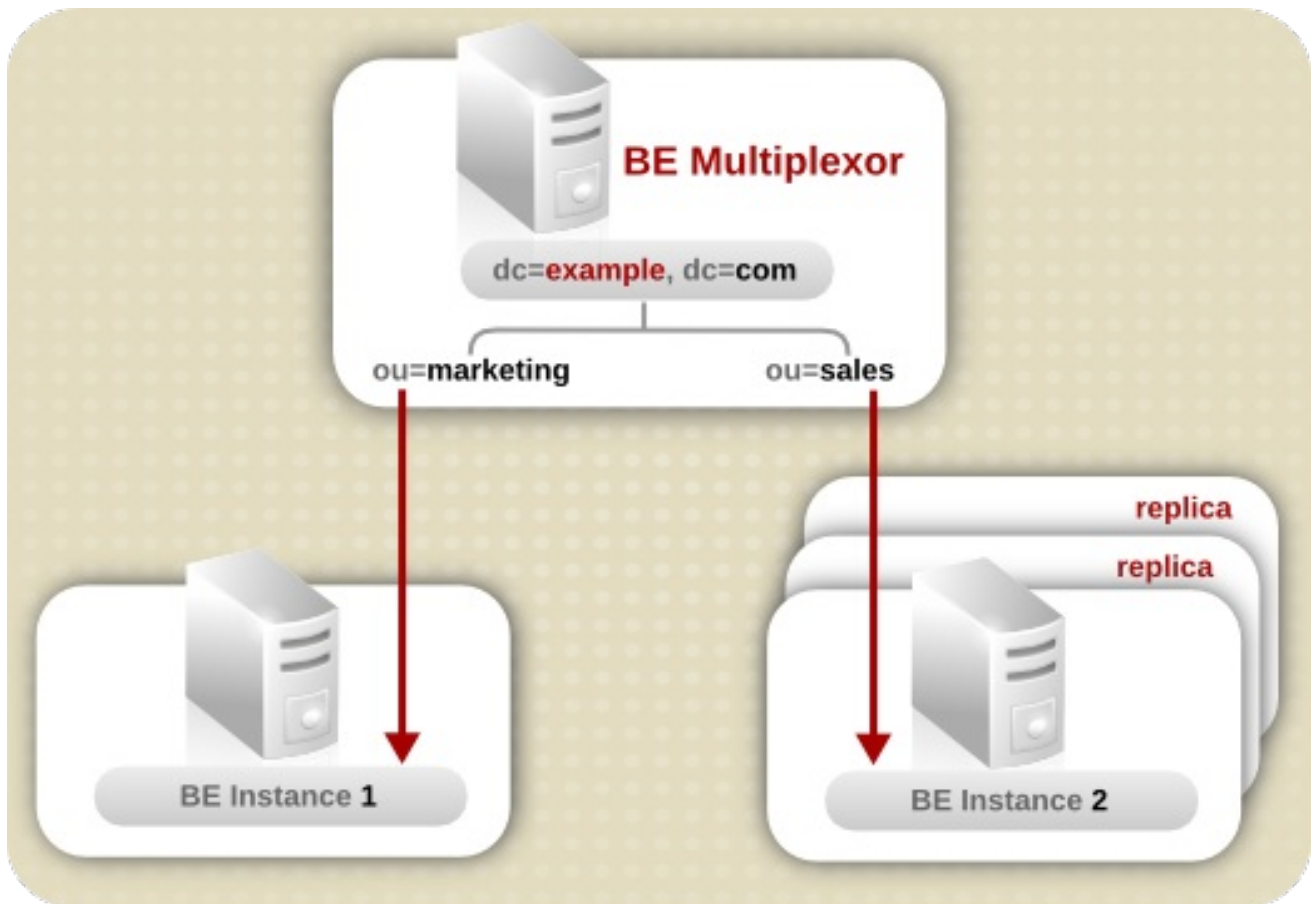 BE Multiplexor
dc=example, dc=com
ou=marketing
ou=sales
replica
replica
BE Instance 1
BE Instance 2